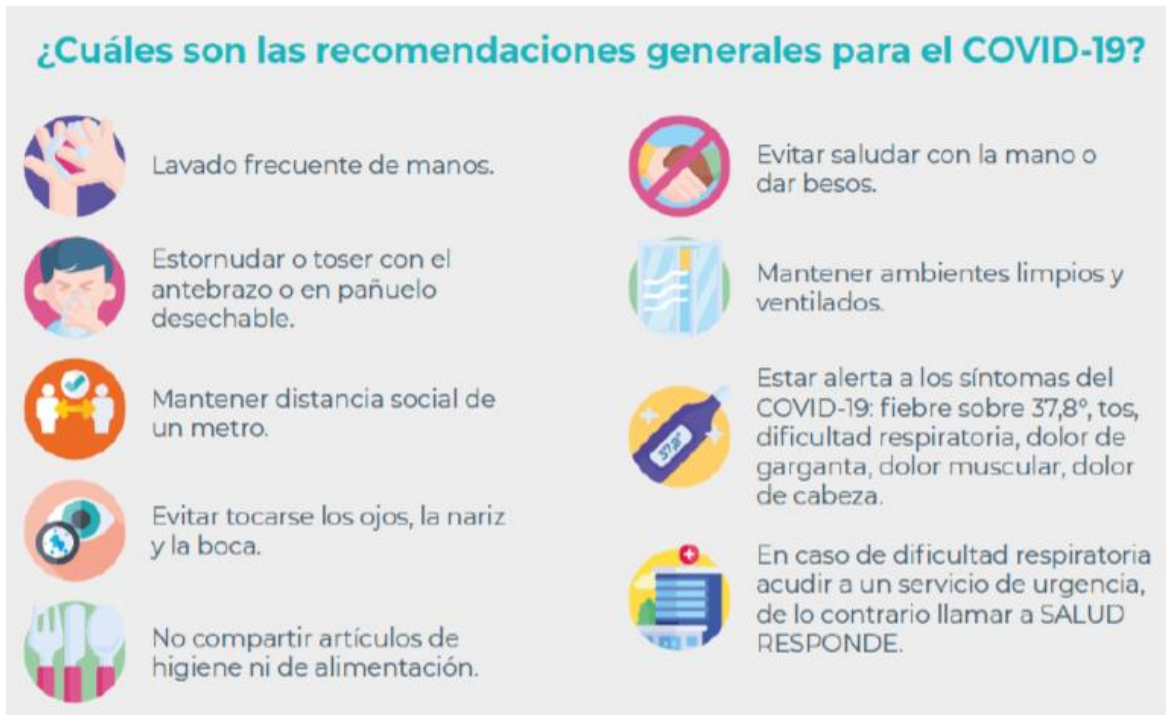 ¿Cuáles son las recomendaciones generales para el COVID-19?
Lavado frecuente de manos.
Estornudar o toser con el
antebrazo o en pañuelo
desechable.
Mantener distancia social de
un metro.
Evitar tocarse los ojos, la nariz
y la boca.
No compartir artículos de
higiene ni de alimentación.
Evitar saludar con la mano o
dar besos.
Mantener ambientes limpios y
ventilados.
37,8°
Estar alerta a los síntomas del
COVID-19: fiebre sobre 37,8°, tos,
dificultad respiratoria, dolor de
garganta, dolor muscular, dolor
de cabeza.
En caso de dificultad respiratoria
acudir a un servicio de urgencia,
de lo contrario llamar a SALUD
RESPONDE.